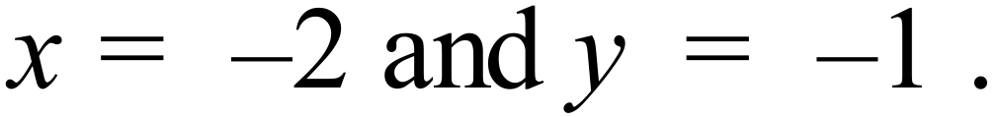 x = −2 and y = −1 .